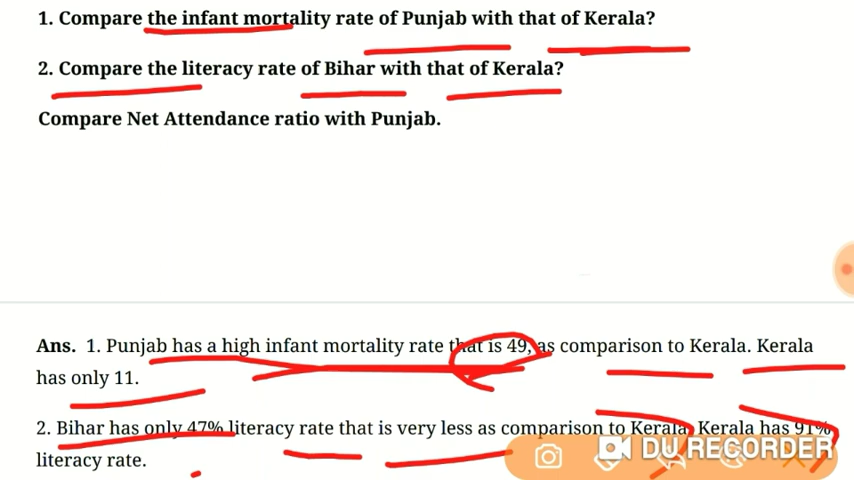 1. Compare the infant mortality rate of Punjab with that of Kerala?
2. Compare the literacy rate of Bihar with that of Kerala?
Compare Net Attendance ratio with Punjab.
Ans. 1. Punjab has a high infant mortality rate that is 49, as comparison to Kerala. Kerala
has only 11.
2. Bihar has only 47% literacy rate that is very less as comparison to Kerala, Kerala has 91%
literacy rate.
DU RECORDER